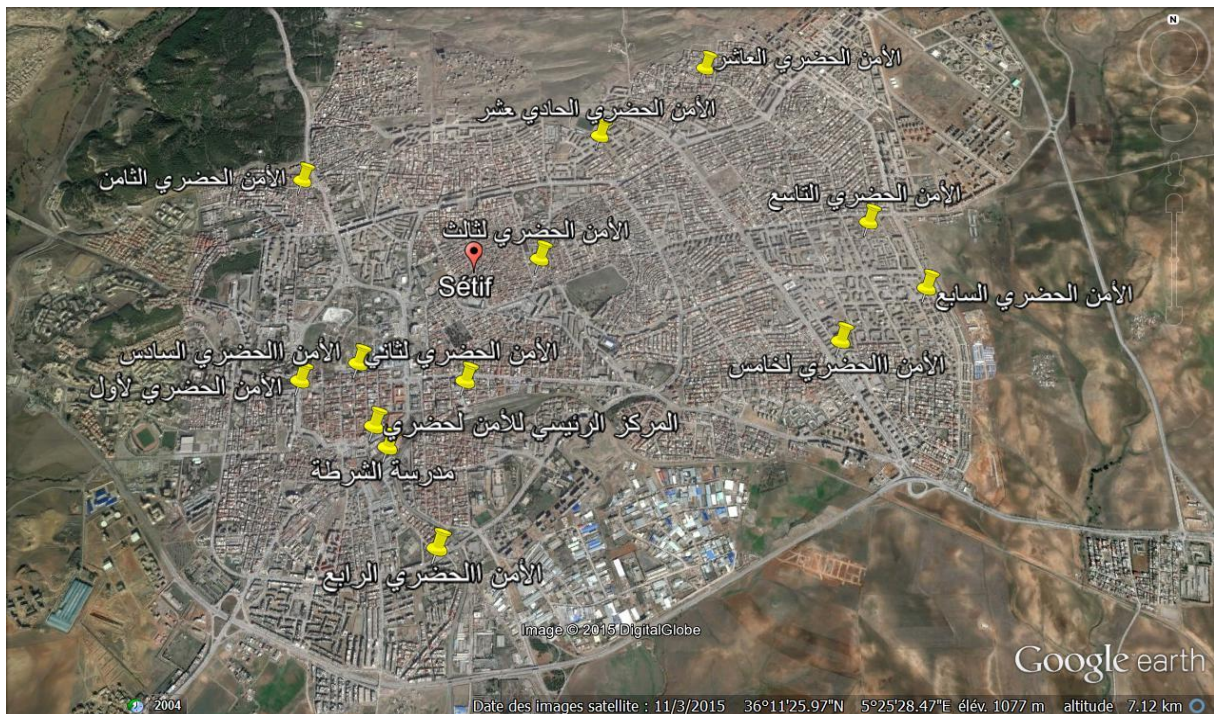 N
الأمن الحضري العاشر
الأمن الحضري الحادي عشر
الأمن الحضري الثامن
الأمن الحضري التاسع
الأمن الحضري لثالث
Sétif
الأمن الحضري السابع
الأمن االحضري السادس
الأمن الحضري لثاني
الأمن االحضري لخامس
الأمن الحضري لأول
المركز الرئيسي للأمن لحضري
مدرسة الشرطة
الأمن االحضري الرابع
Image © 2015 DigitalGlobe
Google earth
2004
Date des images satellite : 11/3/2015 36°11'25.97"N 5°25'28.47"E élév. 1077 m altitude 7.12 km